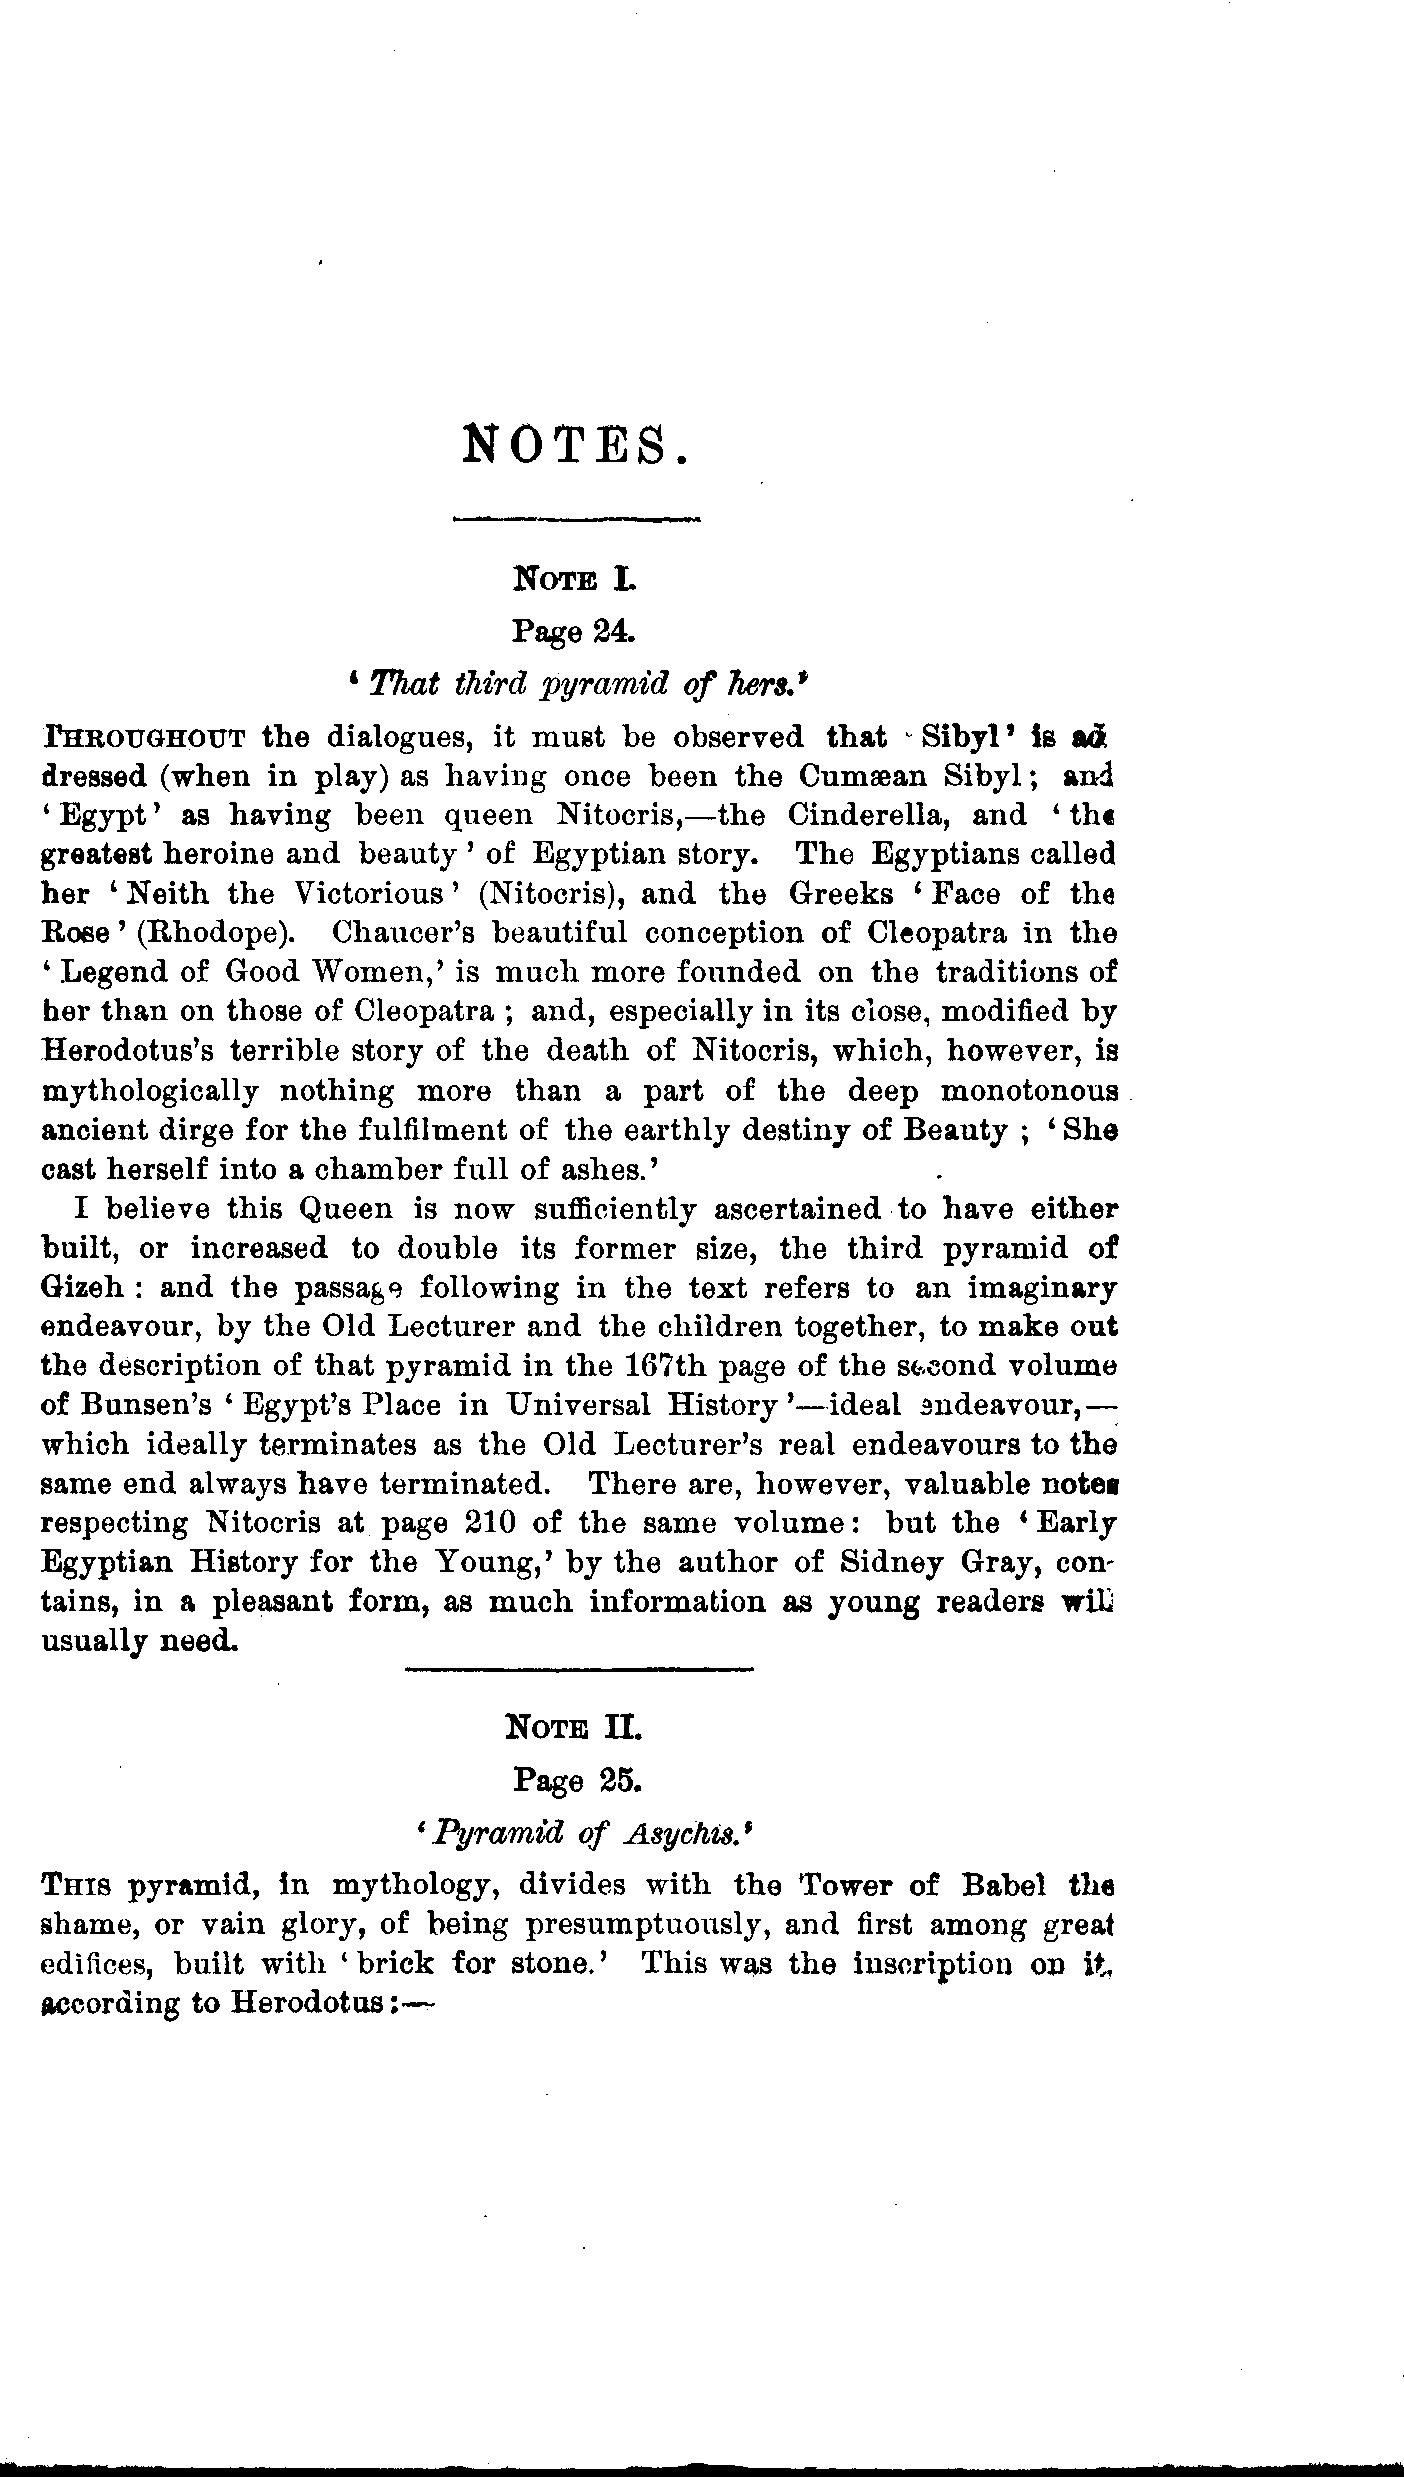 NOTES.
NOTE I.
Page 24.
‘ That third pyramid of hers.’
THROUGHOUT the dialogues, it must be observed that ‘ Sibyl ’ is ad
dressed (when in play) as having once been the Cumæan Sibyl ; and
‘ Egypt ’ as having been queen Nitocris,—the Cinderella, and ‘ the
greatest heroine and beauty ’ of Egyptian story. The Egyptians called
her ‘ Neith the Victorious ’ (Nitocris), and the Greeks ‘ Face of the
Rose ’ (Rhodope). Chaucer’s beautiful conception of Cleopatra in the
‘ Legend of Good Women,’ is much more founded on the traditions of
her than on those of Cleopatra ; and, especially in its close, modified by
Herodotus’s terrible story of the death of Nitocris, which, however, is
mythologically nothing more than a part of the deep monotonous
ancient dirge for the fulfilment of the earthly destiny of Beauty ; ‘ She
cast herself into a chamber full of ashes.’
I believe this Queen is now sufficiently ascertained to have either
built, or increased to double its former size, the third pyramid of
Gizeh : and the passage following in the text refers to an imaginary
endeavour, by the Old Lecturer and the children together, to make out
the description of that pyramid in the 167th page of the second volume
of Bunsen’s ‘ Egypt’s Place in Universal History ’—ideal endeavour,—
which ideally terminates as the Old Lecturer’s real endeavours to the
same end always have terminated. There are, however, valuable notes
respecting Nitocris at page 210 of the same volume : but the ‘ Early
Egyptian History for the Young,’ by the author of Sidney Gray, con-
tains, in a pleasant form, as much information as young readers will
usually need.
NOTE II.
Page 25.
‘ Pyramid of Asychis.’
THIS pyramid, in mythology, divides with the Tower of Babel the
shame, or vain glory, of being presumptuously, and first among great
edifices, built with ‘ brick for stone.’ This was the inscription on it,
according to Herodotus :—